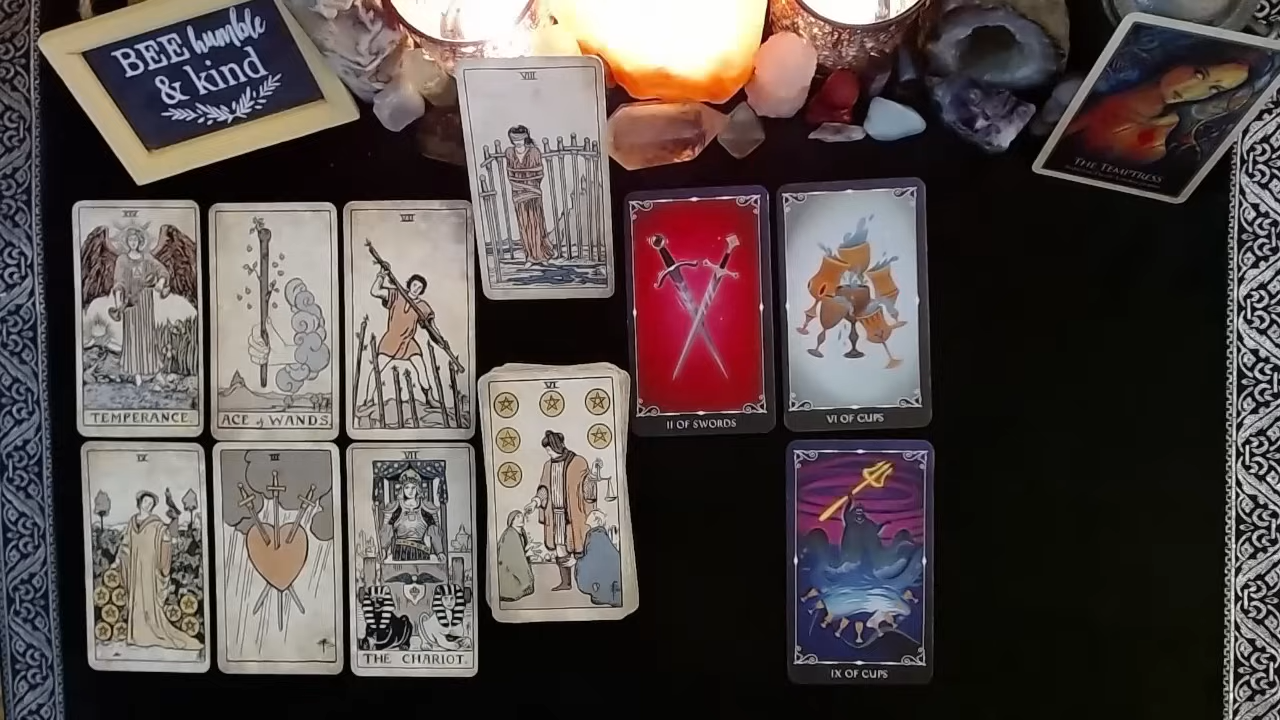 BEE humble
& kind
THE TEMPTRESS
VIII
XIV
TEMPERANCE.
ACE of WANDS.
VII
II OF SWORDS
VI OF CUPS
IX
III
VII
THE CHARIOT.
VI
IX OF CUPS